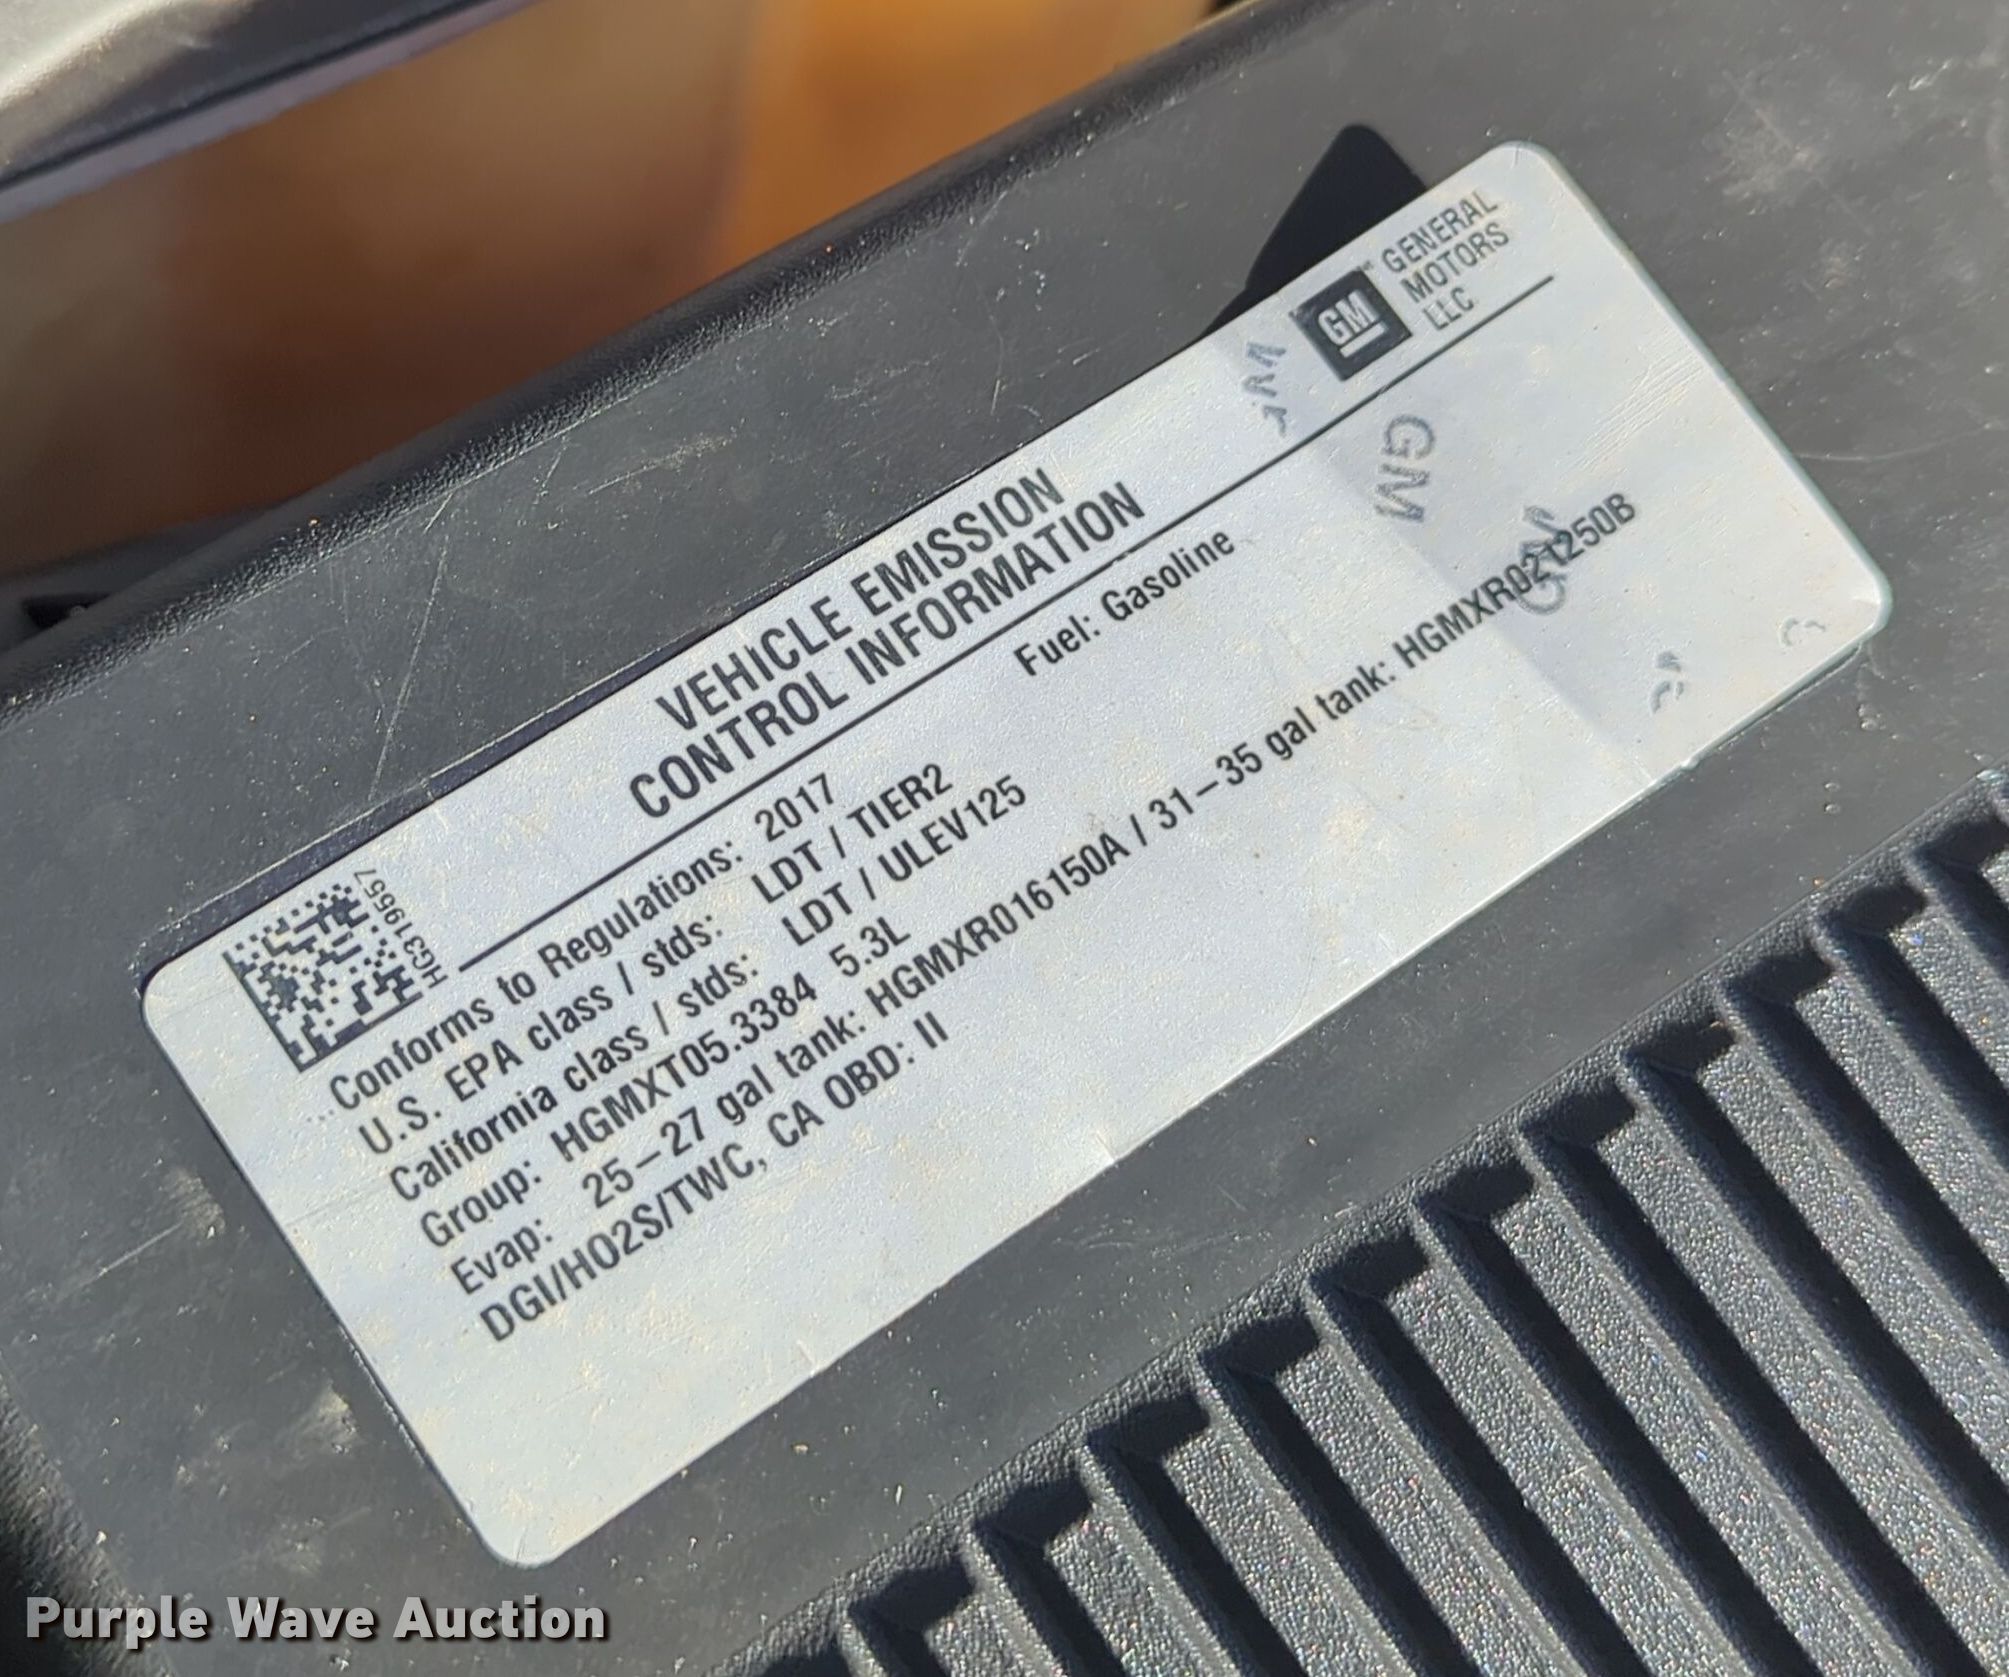 GM GENERAL
MOTORS
LLC
VEHICLE EMISSION
CONTROL INFORMATION
HG319557
Conforms to Regulations: 2017 Fuel: Gasoline
U.S. EPA class / stds: LDT / TIER2
California class / stds: LDT / ULEV125
Group: HGMXT05.3384 5.3L
Evap: 25–27 gal tank: HGMXR016150A / 31–35 gal tank: HGMXR021250B
DGI/HO2S/TWC, CA OBD: II
GM
Purple Wave Auction